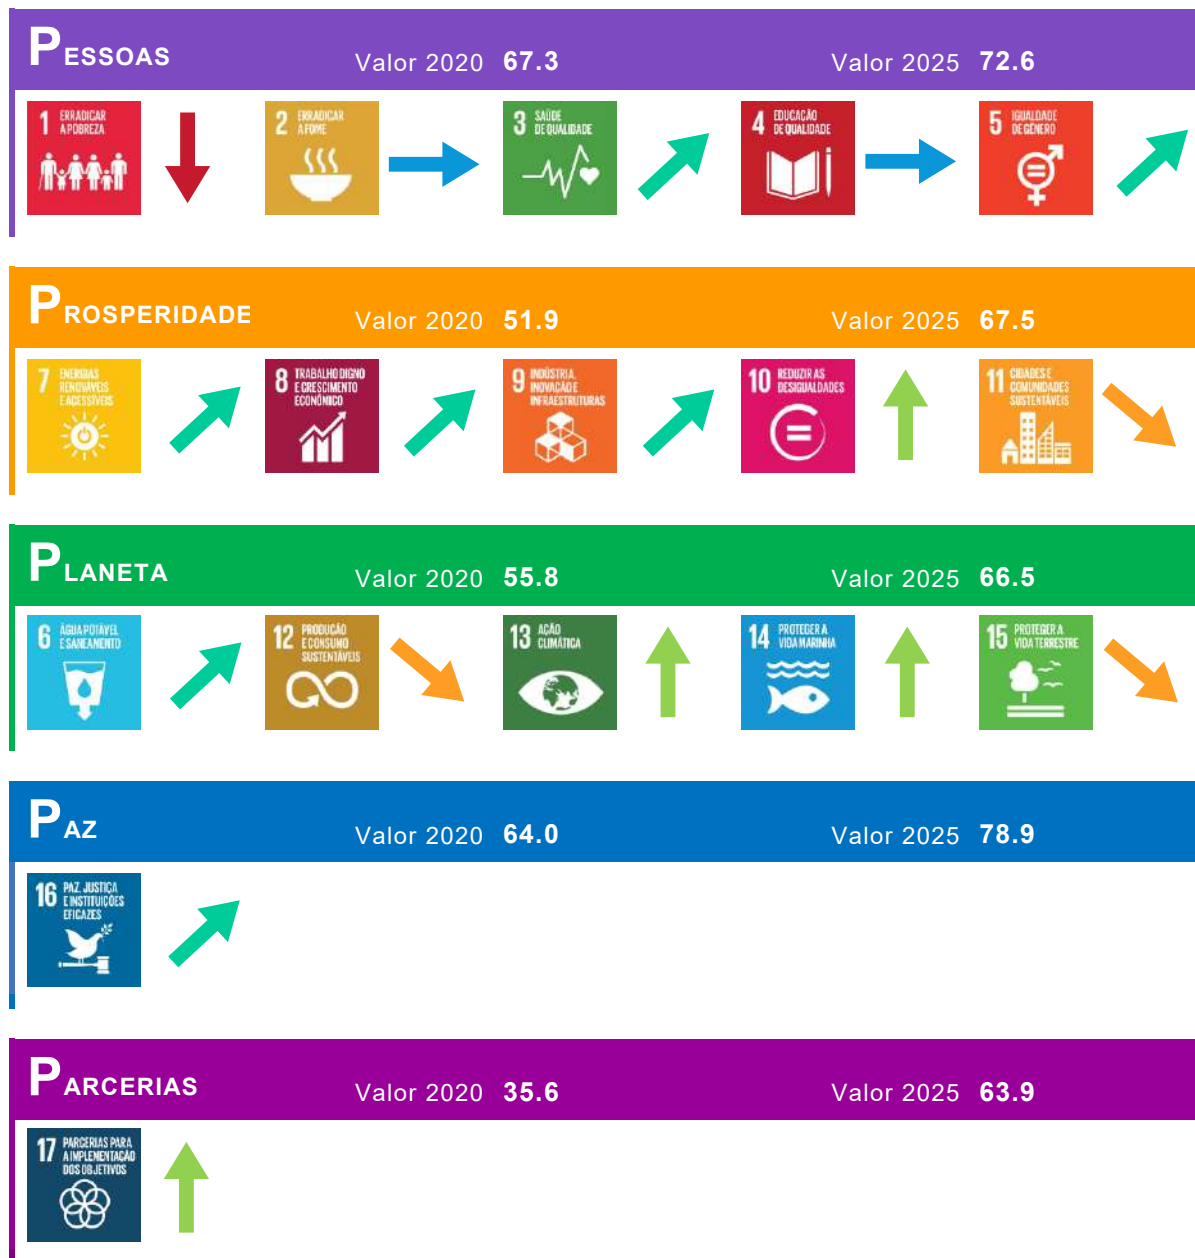 PESSOAS Valor 2020 67.3 Valor 2025 72.6
1 ERRADICAR
A POBREZA
2 ERRADICAR
A FOME
3 SAÚDE
DE QUALIDADE
4 EDUCAÇÃO
DE QUALIDADE
5 IGUALDADE
DE GÉNERO
PROSPERIDADE Valor 2020 51.9 Valor 2025 67.5
7 ENERGIAS
RENOVÁVEIS
E ACESSÍVEIS
8 TRABALHO DIGNO
E CRESCIMENTO
ECONÓMICO
9 INDÚSTRIA,
INOVAÇÃO E
INFRAESTRUTURAS
10 REDUZIR AS
DESIGUALDADES
11 CIDADES E
COMUNIDADES
SUSTENTÁVEIS
PLANETA Valor 2020 55.8 Valor 2025 66.5
6 ÁGUA POTÁVEL
E SANEAMENTO
12 PRODUÇÃO
E CONSUMO
SUSTENTÁVEIS
13 AÇÃO
CLIMÁTICA
14 PROTEGER A
VIDA MARINHA
15 PROTEGER A
VIDA TERRESTRE
PAZ Valor 2020 64.0 Valor 2025 78.9
16 PAZ, JUSTIÇA
E INSTITUIÇÕES
EFICAZES
PARCERIAS Valor 2020 35.6 Valor 2025 63.9
17 PARCERIAS PARA
A IMPLEMENTAÇÃO
DOS OBJETIVOS